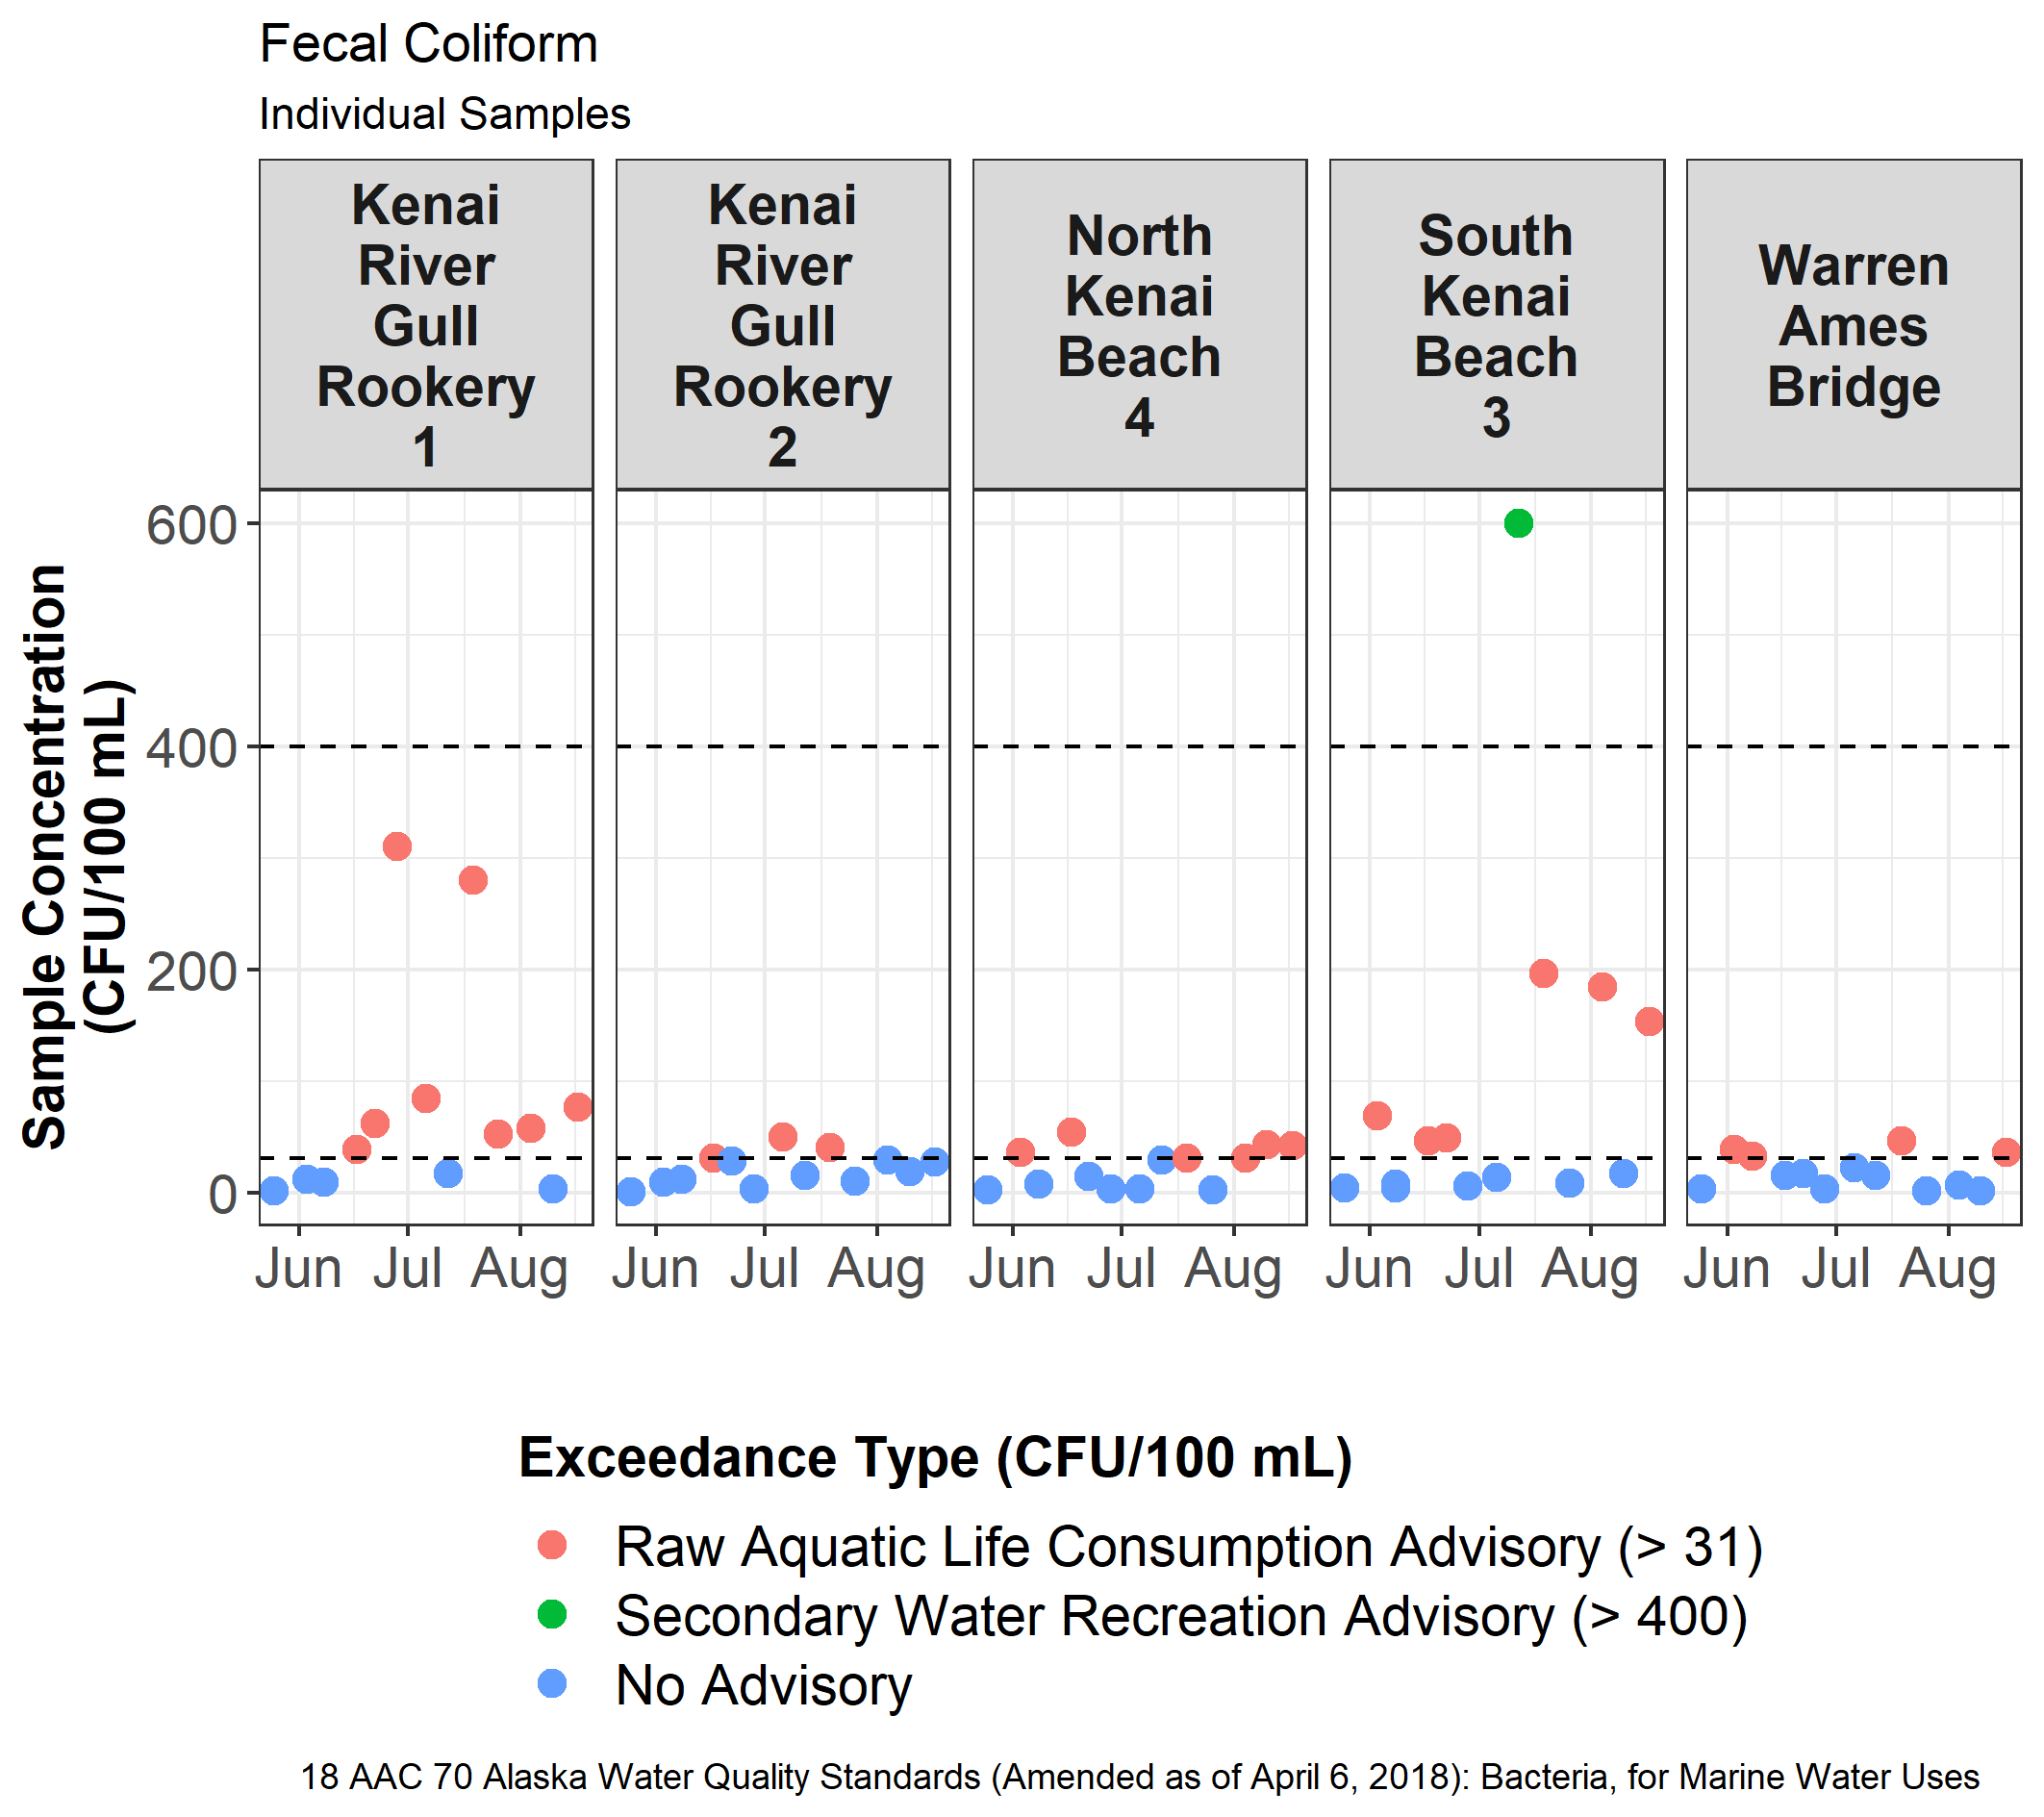 Fecal Coliform
Individual Samples
Kenai
River
Gull
Rookery
1
Kenai
River
Gull
Rookery
2
North
Kenai
Beach
4
South
Kenai
Beach
3
Warren
Ames
Bridge
Sample Concentration
(CFU/100 mL)
600
400
200
0
Jun Jul Aug
Jun Jul Aug
Jun Jul Aug
Jun Jul Aug
Jun Jul Aug
Exceedance Type (CFU/100 mL)
Raw Aquatic Life Consumption Advisory (> 31)
Secondary Water Recreation Advisory (> 400)
No Advisory
18 AAC 70 Alaska Water Quality Standards (Amended as of April 6, 2018): Bacteria, for Marine Water Uses